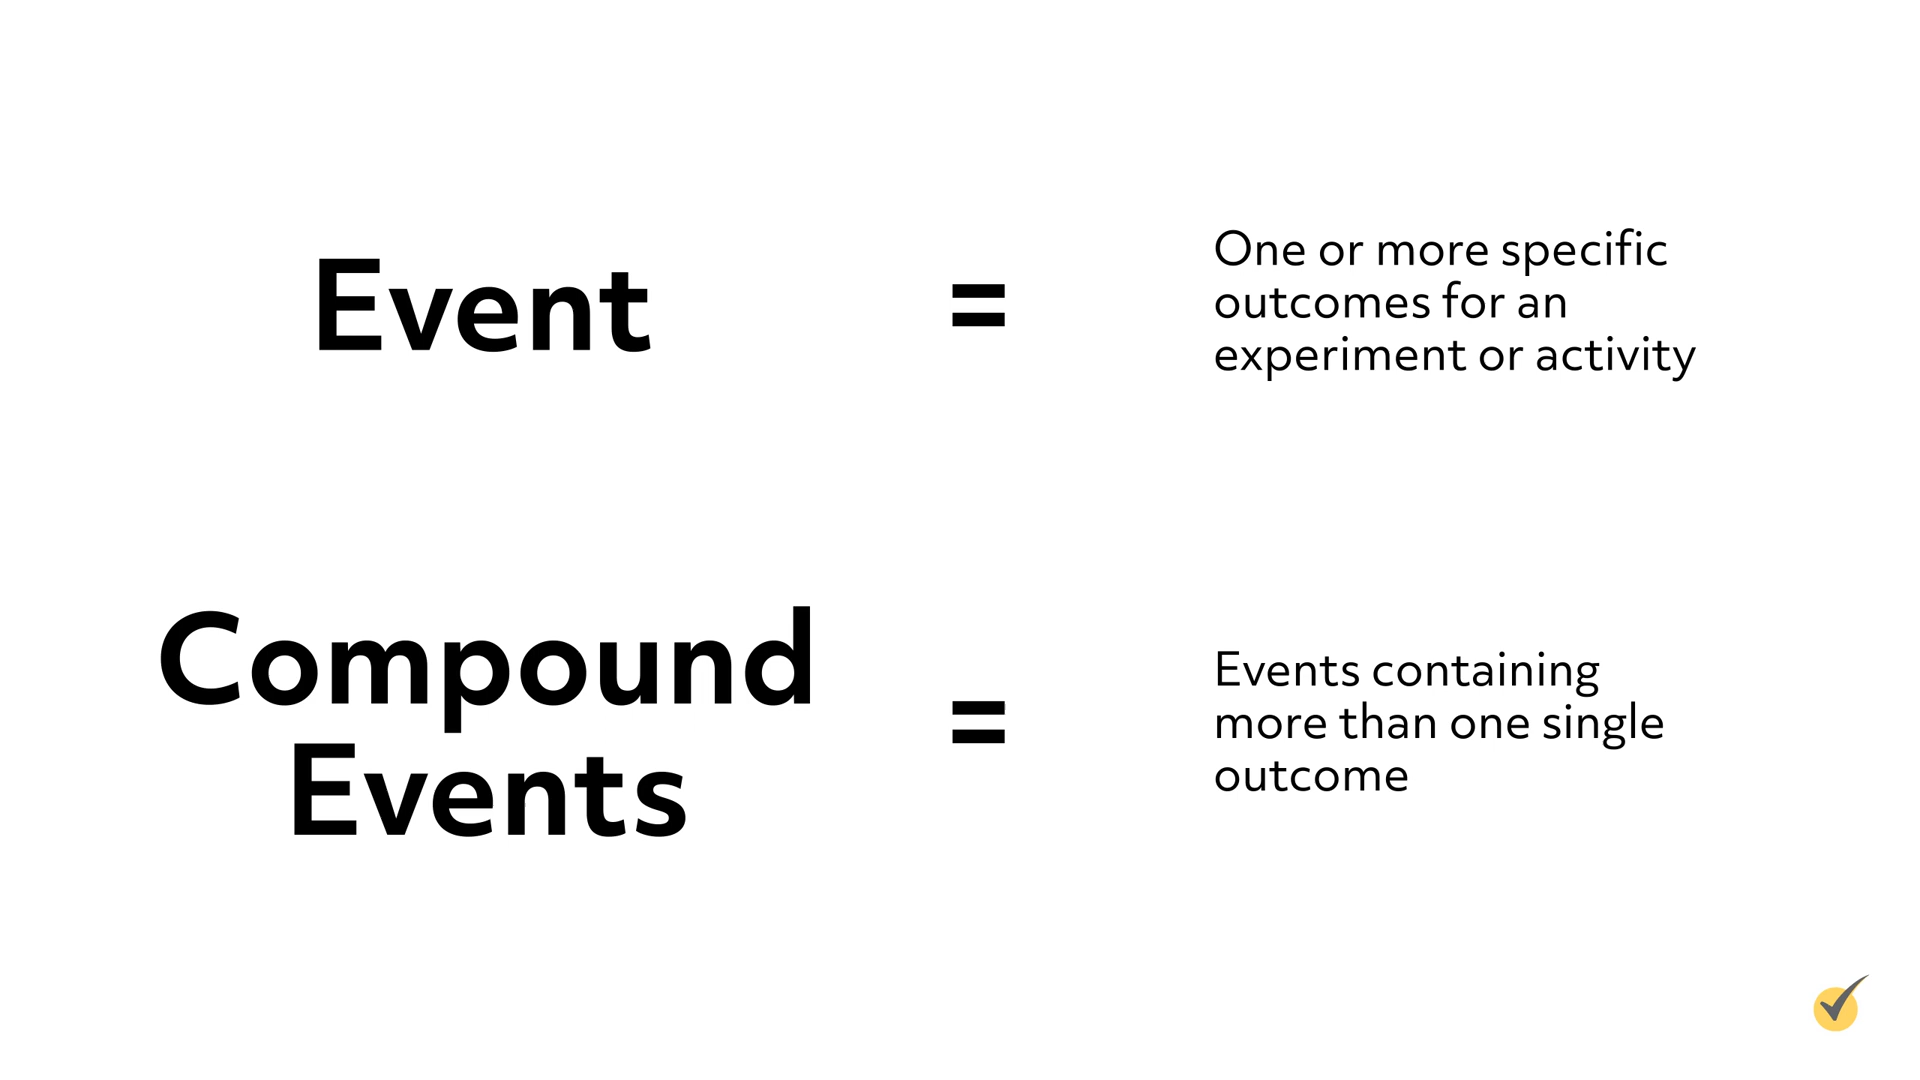 Event
=
One or more specific
outcomes for an
experiment or activity
Compound
Events
=
Events containing
more than one single
outcome